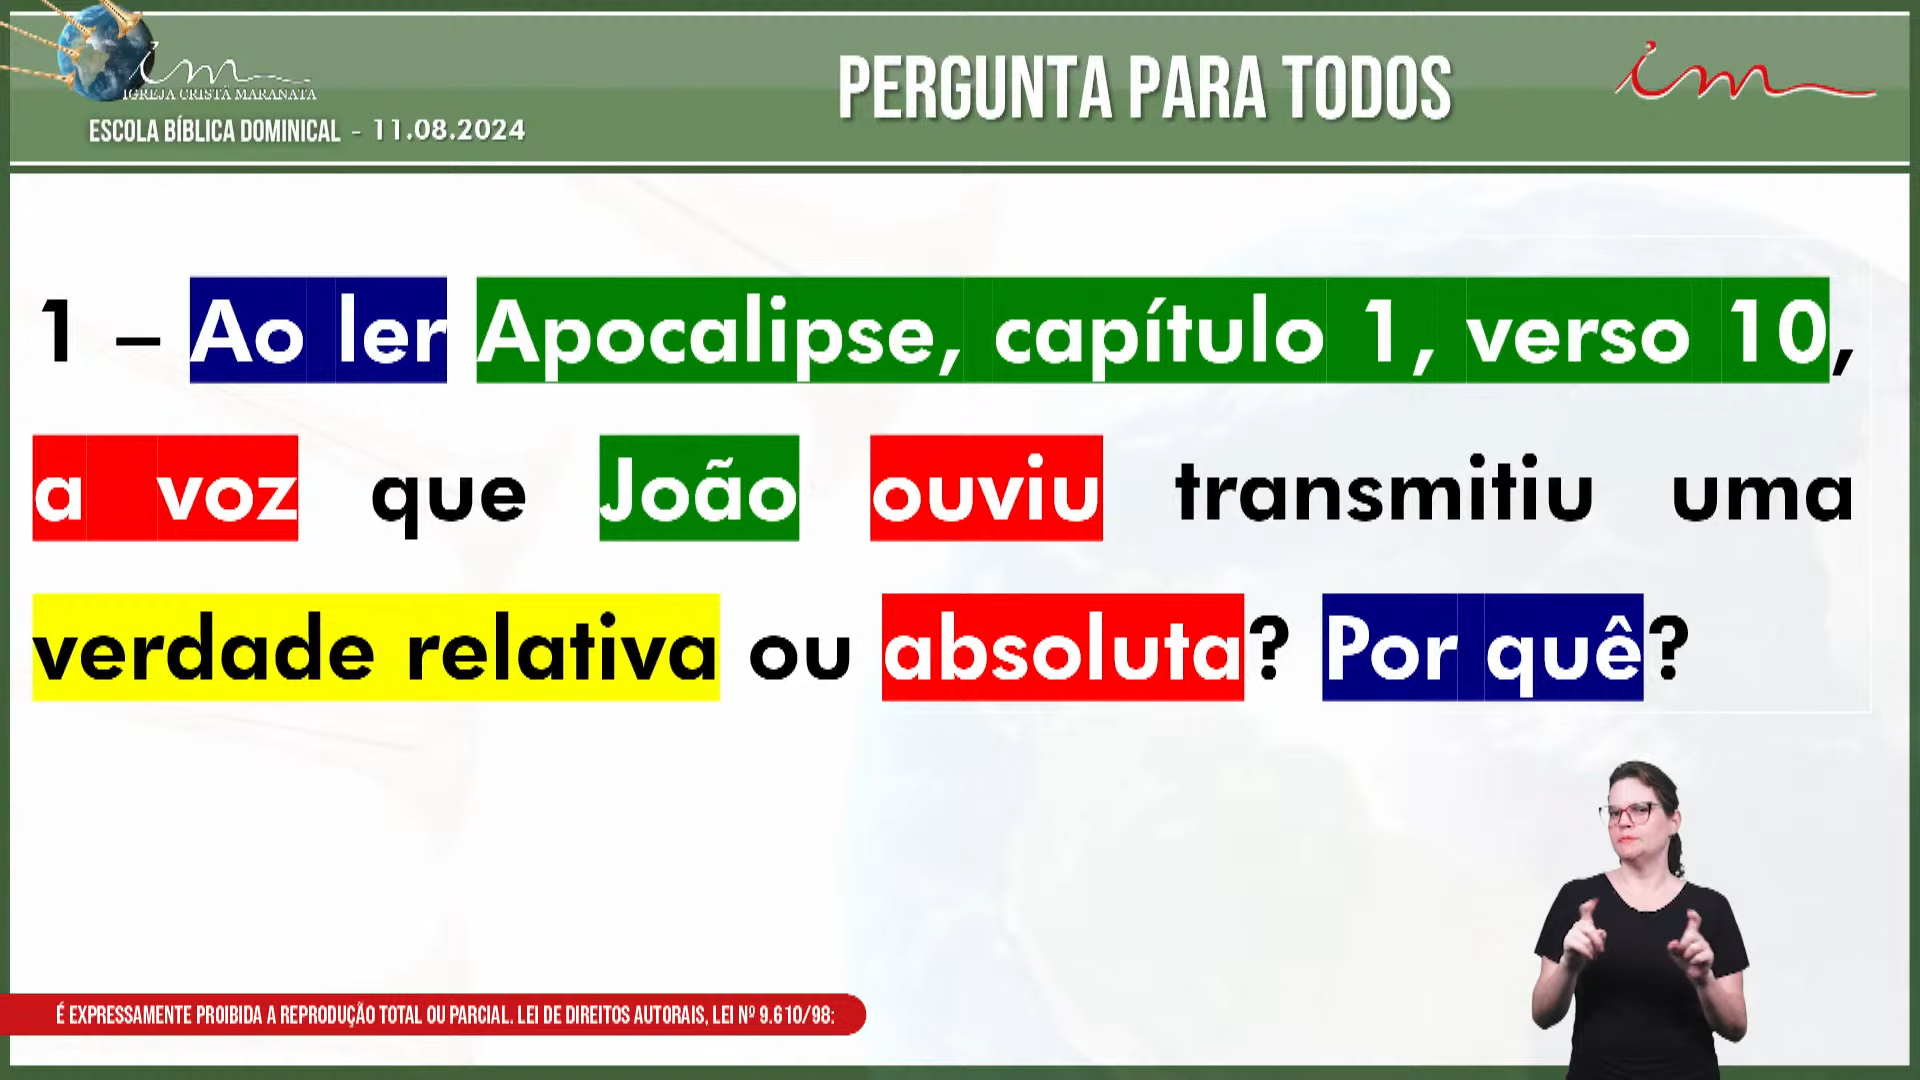 im
IGREJA CRISTÃ MARANATA
ESCOLA BÍBLICA DOMINICAL - 11.08.2024
PERGUNTA PARA TODOS
im
1 – Ao ler Apocalipse, capítulo 1, verso 10,
a voz que João ouviu transmitiu uma
verdade relativa ou absoluta? Por quê?
É EXPRESSAMENTE PROIBIDA A REPRODUÇÃO TOTAL OU PARCIAL. LEI DE DIREITOS AUTORAIS, LEI Nº 9.610/98: